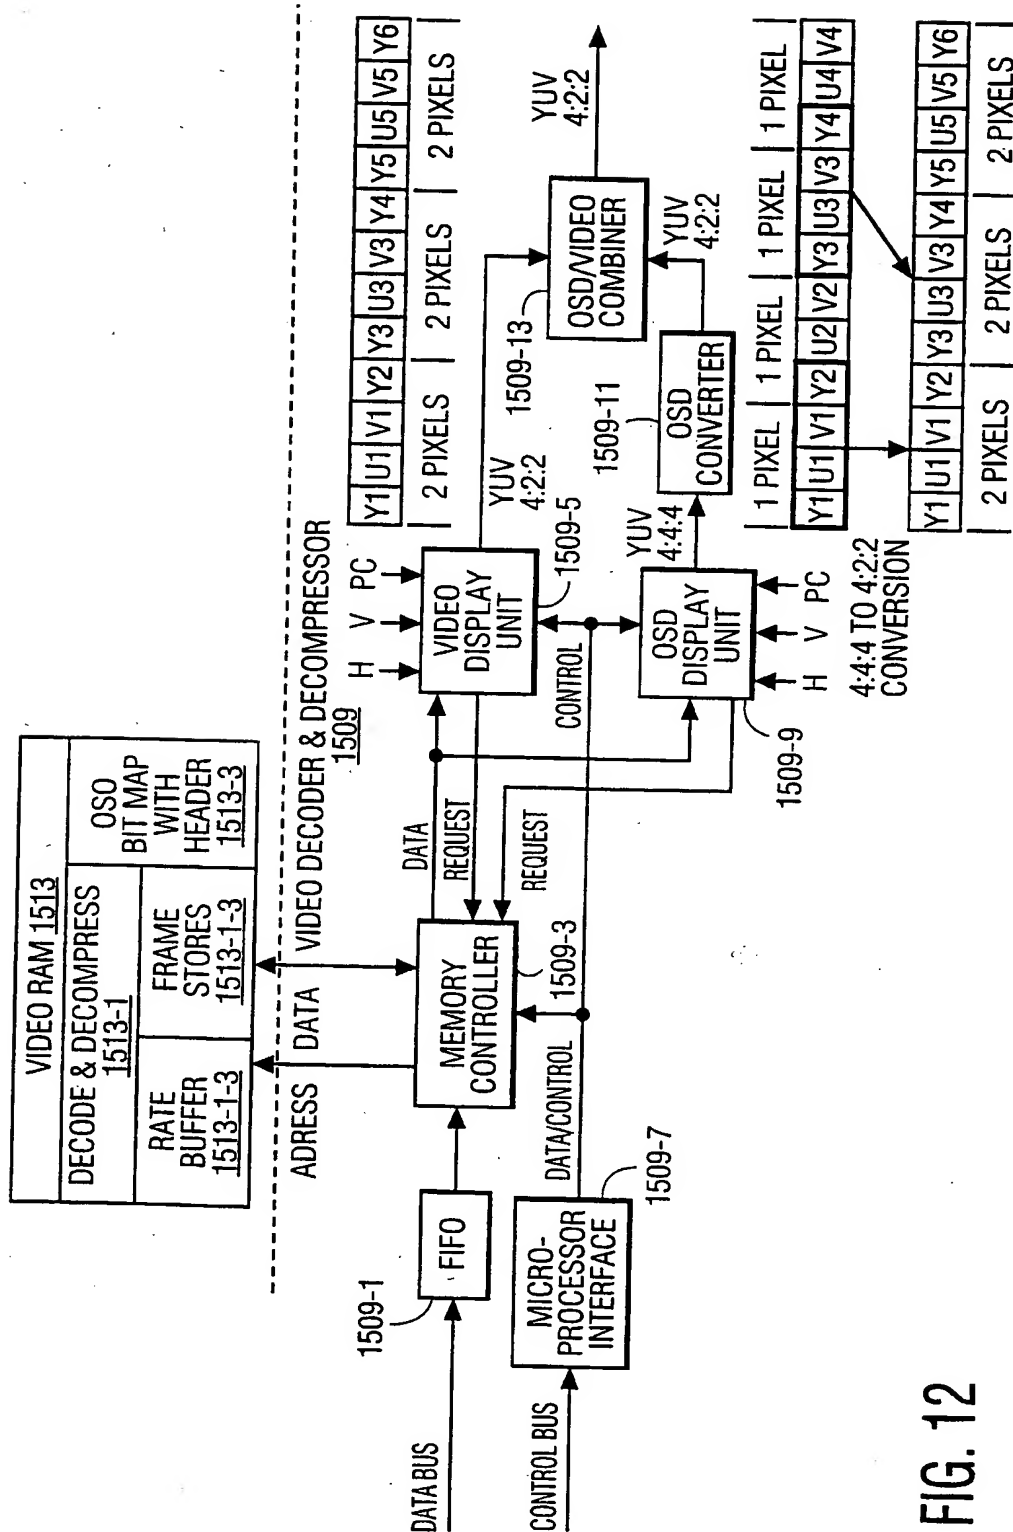 VIDEO RAM 1513
DECODE & DECOMPRESS
1513-1
RATE
BUFFER
1513-1-3
FRAME
STORES
1513-1-3
OSO
BIT MAP
WITH
HEADER
1513-3
ADRESS
DATA
VIDEO DECODER & DECOMPRESSOR
1509
DATA BUS
1509-1
FIFO
MEMORY
CONTROLLER
1509-3
DATA
REQUEST
REQUEST
H
V
PC
VIDEO
DISPLAY
UNIT
1509-5
YUV
4:2:2
Y1 U1 V1 Y2 Y3 U3 V3 Y4 Y5 U5 V5 Y6
2 PIXELS
2 PIXELS
2 PIXELS
1509-13
OSD/VIDEO
COMBINER
YUV
4:2:2
CONTROL BUS
MICRO-
PROCESSOR
INTERFACE
1509-7
DATA/CONTROL
CONTROL
OSD
DISPLAY
UNIT
1509-9
H
V
PC
YUV
4:4:4
1509-11
OSD
CONVERTER
YUV
4:2:2
1 PIXEL
1 PIXEL
1 PIXEL
1 PIXEL
Y1 U1 V1 Y2 U2 V2 Y3 U3 V3 Y4 U4 V4
4:4:4 TO 4:2:2
CONVERSION
Y1 U1 V1 Y2 Y3 U3 V3 Y4 Y5 U5 V5 Y6
2 PIXELS
2 PIXELS
2 PIXELS
FIG. 12